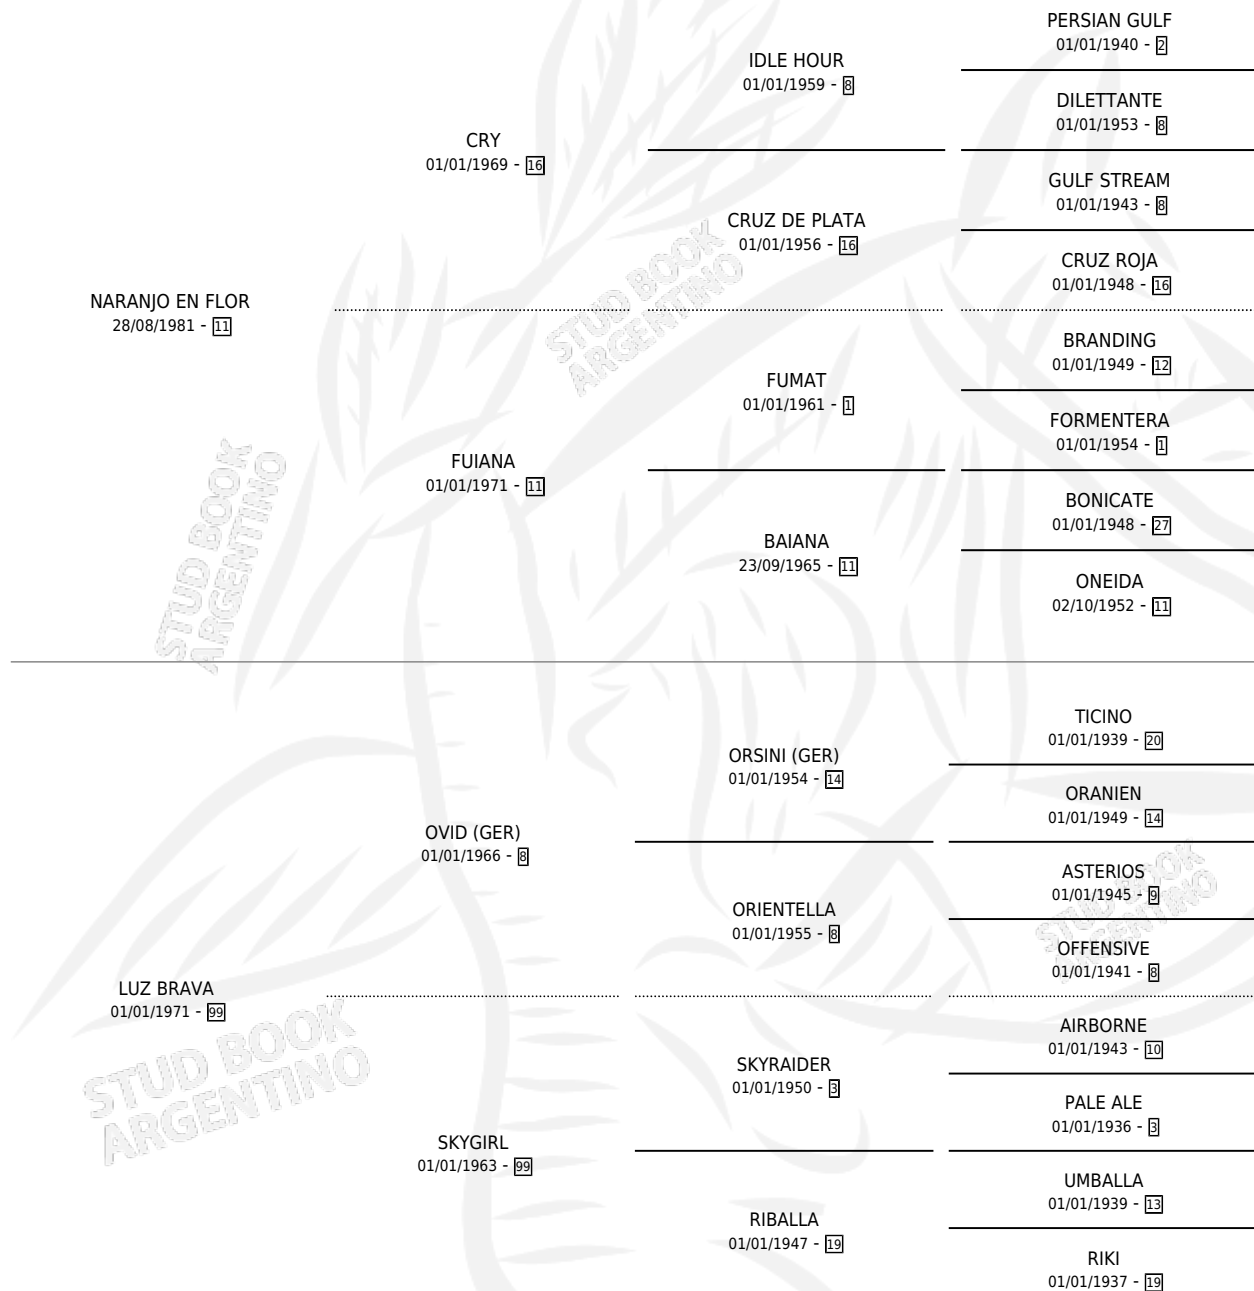 PERSIAN GULF
01/01/1940 - 2
IDLE HOUR
01/01/1959 - 8
DILETTANTE
01/01/1953 - 8
CRY
01/01/1969 - 16
GULF STREAM
01/01/1943 - 8
CRUZ DE PLATA
01/01/1956 - 16
CRUZ ROJA
01/01/1948 - 16
NARANJO EN FLOR
28/08/1981 - 11
STUD BOOK
ARGENTINO
BRANDING
01/01/1949 - 12
FUMAT
01/01/1961 - 1
FORMENTERA
01/01/1954 - 1
FUIANA
01/01/1971 - 11
BONICATE
01/01/1948 - 27
BAIANA
23/09/1965 - 11
ONEIDA
02/10/1952 - 11
STUD BOOK
ARGENTINO
TICINO
01/01/1939 - 20
ORSINI (GER)
01/01/1954 - 14
ORANIEN
01/01/1949 - 14
OVID (GER)
01/01/1966 - 8
ASTERIOS
01/01/1945 - 9
ORIENTELLA
01/01/1955 - 8
STUD BOOK
ARGENTINO
OFFENSIVE
01/01/1941 - 8
LUZ BRAVA
01/01/1971 - 99
STUD BOOK
ARGENTINO
AIRBORNE
01/01/1943 - 10
SKYRAIDER
01/01/1950 - 3
PALE ALE
01/01/1936 - 3
SKYGIRL
01/01/1963 - 99
UMBALLA
01/01/1939 - 13
RIBALLA
01/01/1947 - 19
RIKI
01/01/1937 - 19